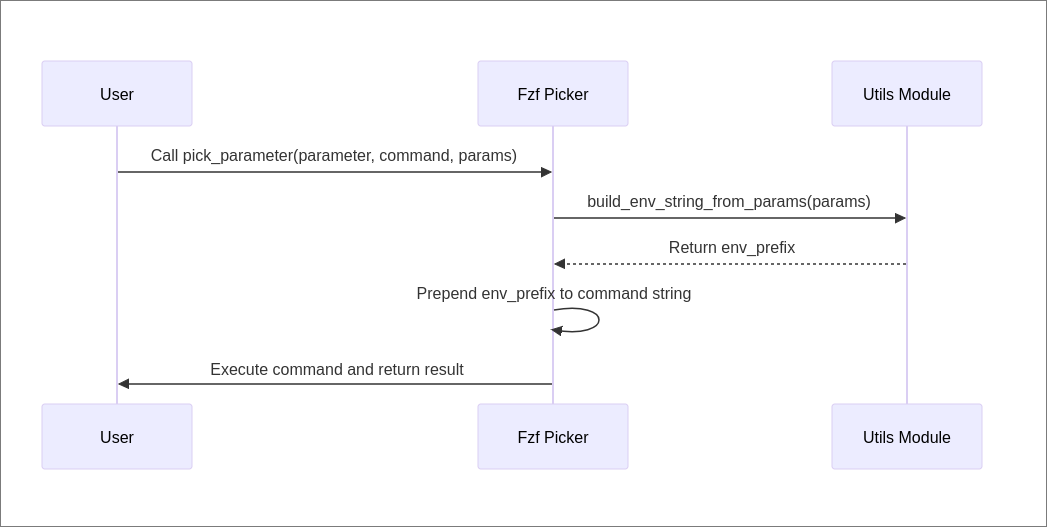 User
Fzf Picker
Utils Module
Call pick_parameter(parameter, command, params)
build_env_string_from_params(params)
Return env_prefix
Prepend env_prefix to command string
Execute command and return result
User
Fzf Picker
Utils Module